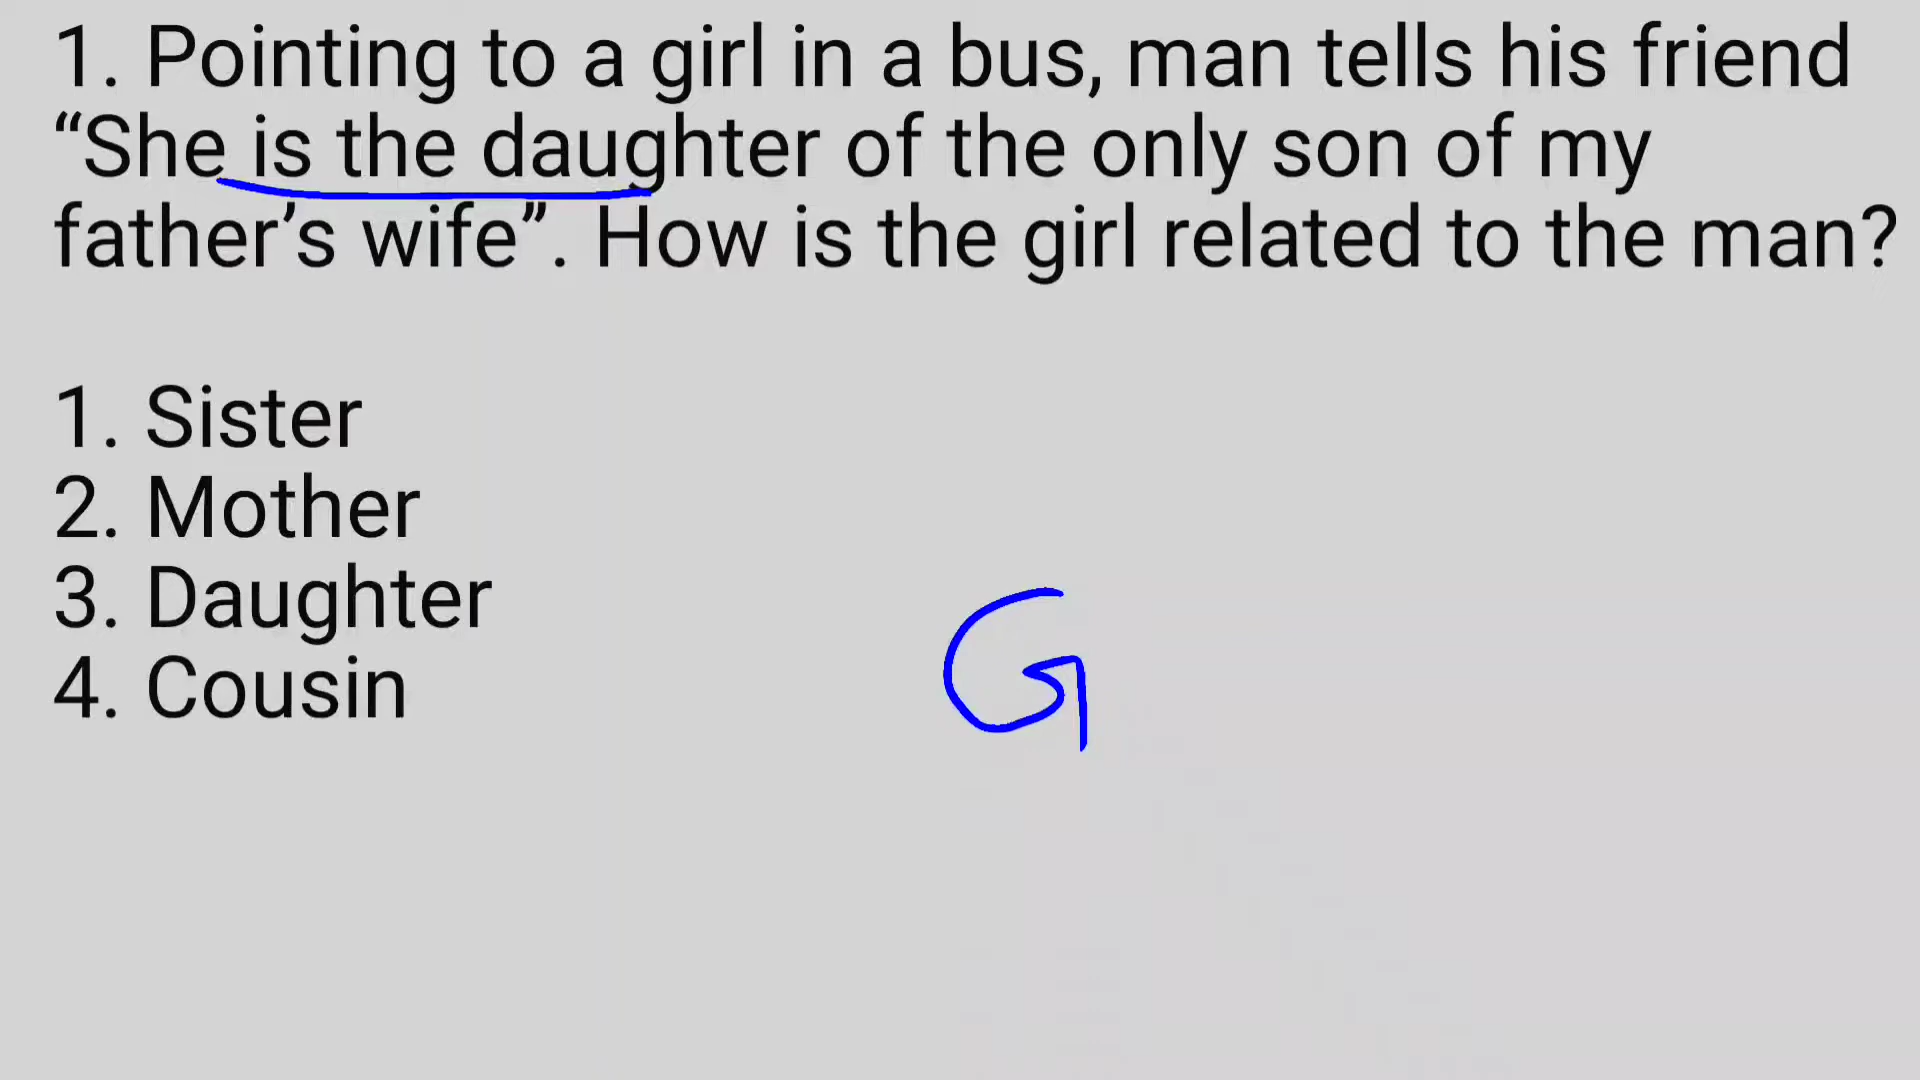 1. Pointing to a girl in a bus, man tells his friend
“She is the daughter of the only son of my
father’s wife”. How is the girl related to the man?
1. Sister
2. Mother
3. Daughter
4. Cousin
G